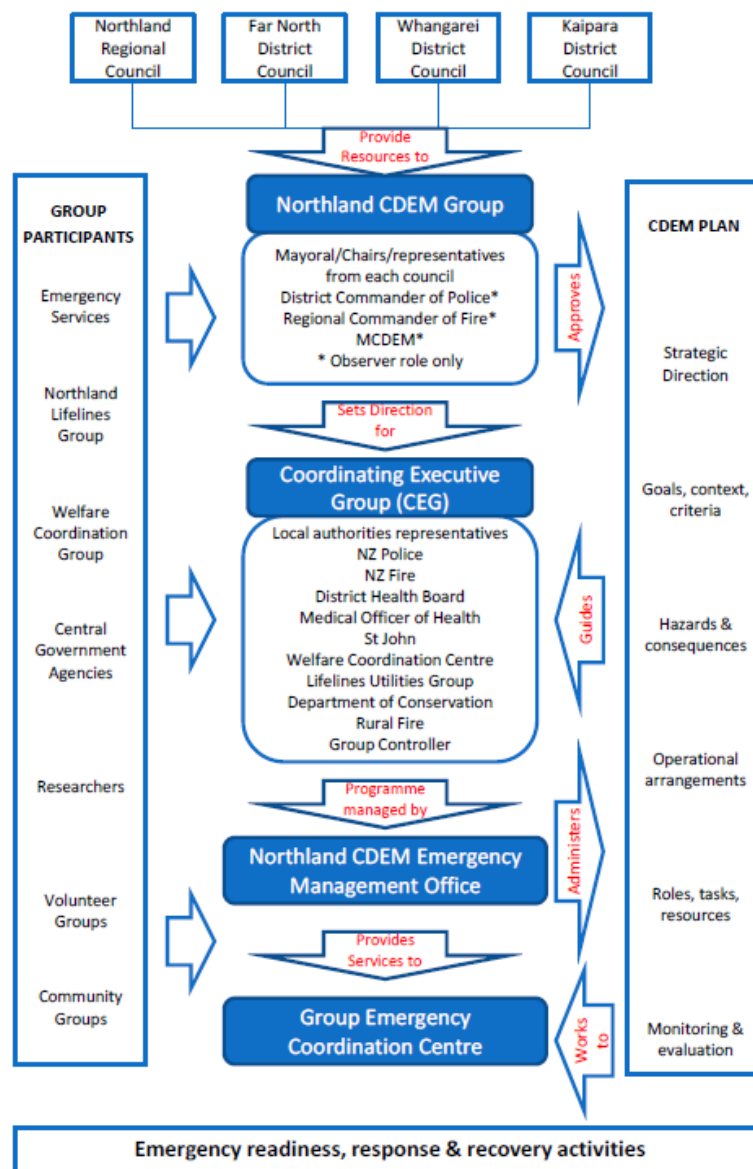 Northland
Regional
Council
Far North
District
Council
Whangarei
District
Council
Kaipara
District
Council
Provide
Resources to
GROUP
PARTICIPANTS
Emergency
Services
Northland
Lifelines
Group
Welfare
Coordination
Group
Central
Government
Agencies
Researchers
Volunteer
Groups
Community
Groups
Northland CDEM Group
Mayoral/Chairs/representatives
from each council
District Commander of Police*
Regional Commander of Fire*
MCDEM*
* Observer role only
Sets Direction
for
Coordinating Executive
Group (CEG)
Local authorities representatives
NZ Police
NZ Fire
District Health Board
Medical Officer of Health
St John
Welfare Coordination Centre
Lifelines Utilities Group
Department of Conservation
Rural Fire
Group Controller
Programme
managed by
Northland CDEM Emergency
Management Office
Provides
Services to
Group Emergency
Coordination Centre
Approves
Guides
Administers
Works
to
CDEM PLAN
Strategic
Direction
Goals, context,
criteria
Hazards &
consequences
Operational
arrangements
Roles, tasks,
resources
Monitoring &
evaluation
Emergency readiness, response & recovery activities